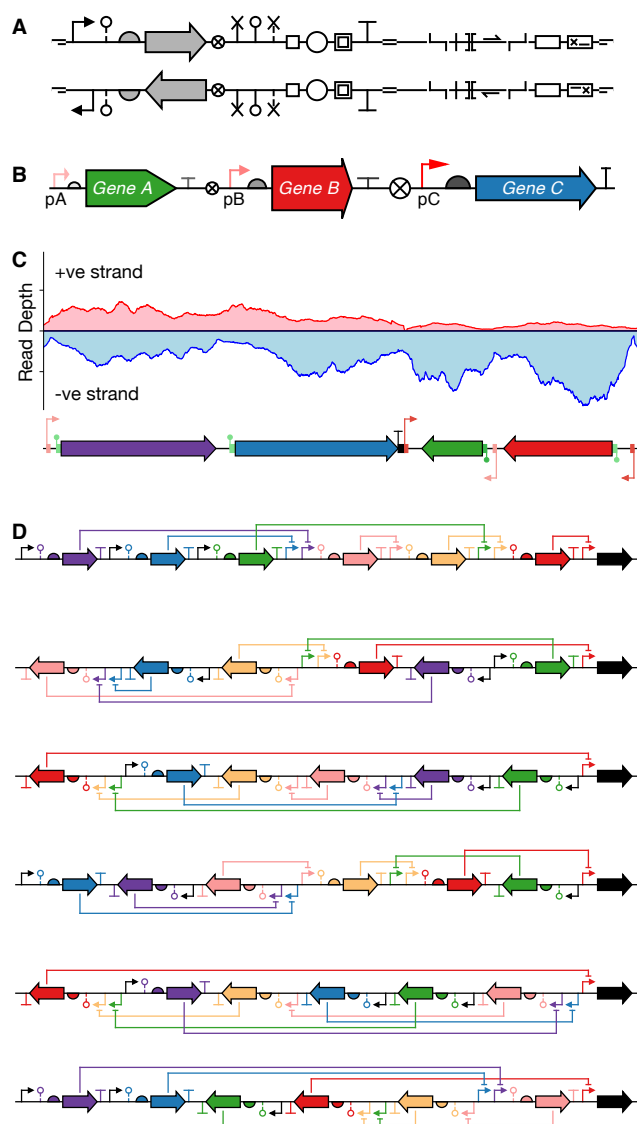 A
B
Gene A
Gene B
Gene C
pA
pB
pC
C
+ve strand
Read Depth
-ve strand
D